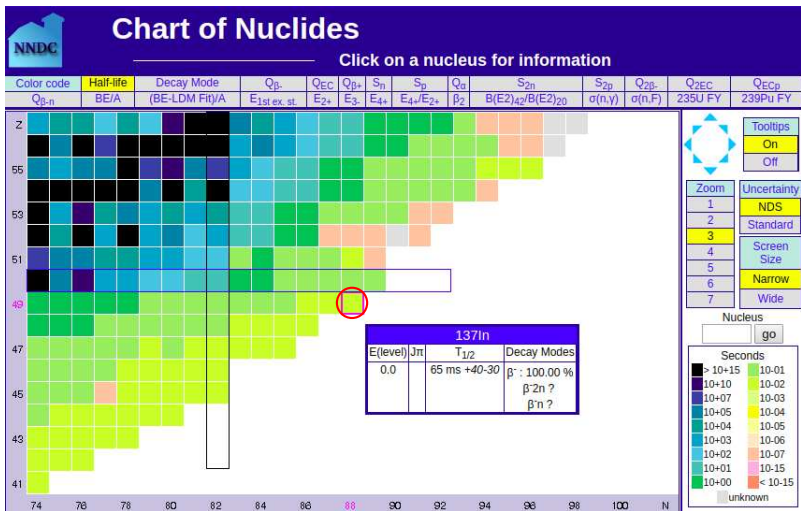 NNDC
Chart of Nuclides
Click on a nucleus for information
Color code Half-life Decay Mode Qβ- QEC Qβ+ Sn Sp Qα S2n S2p Q2β- Q2EC QECp
Qβ-n BE/A (BE-LDM Fit)/A E1st ex. st. E2+ E3- E4+ E4+/E2+ β2 B(E2)42/B(E2)20 σ(n,γ) σ(n,F) 235U FY 239Pu FY
Z
55
53
51
49
47
45
43
41
74 76 78 80 82 84 86 88 90 92 94 96 98 100 N
137In
E(level) Jπ T1/2 Decay Modes
0.0 65 ms +40-30 β- : 100.00 %
β-2n ?
β-n ?
Tooltips
On
Off
Zoom
1
2
3
4
5
6
7
Uncertainty
NDS
Standard
Screen
Size
Narrow
Wide
Nucleus
go
Seconds
> 10+15 10-01
10+10 10-02
10+07 10-03
10+05 10-04
10+04 10-05
10+03 10-06
10+02 10-07
10+01 10-15
10+00 < 10-15
unknown